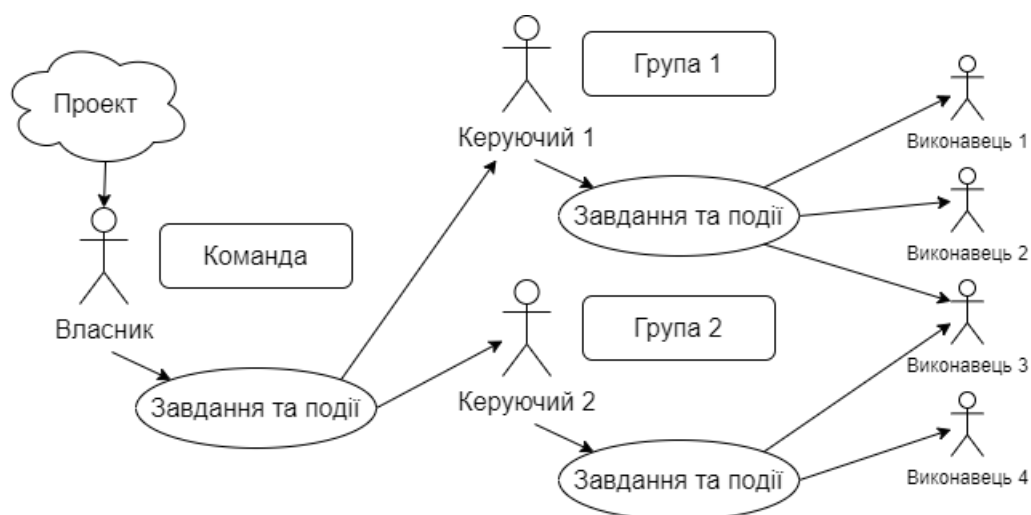 Проект
Власник
Команда
Завдання та події
Керуючий 1
Група 1
Завдання та події
Керуючий 2
Група 2
Завдання та події
Виконавець 1
Виконавець 2
Виконавець 3
Виконавець 4